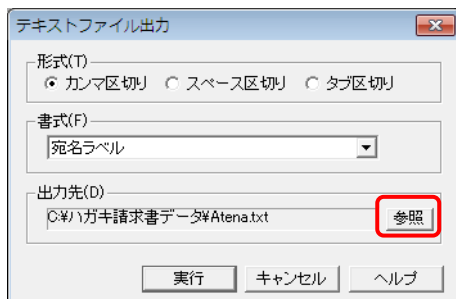 テキストファイル出力
形式(T)
カンマ区切り スペース区切り タブ区切り
書式(F)
宛名ラベル
出力先(D)
C:¥ハガキ請求書データ¥Atena.txt 参照
実行 キャンセル ヘルプ